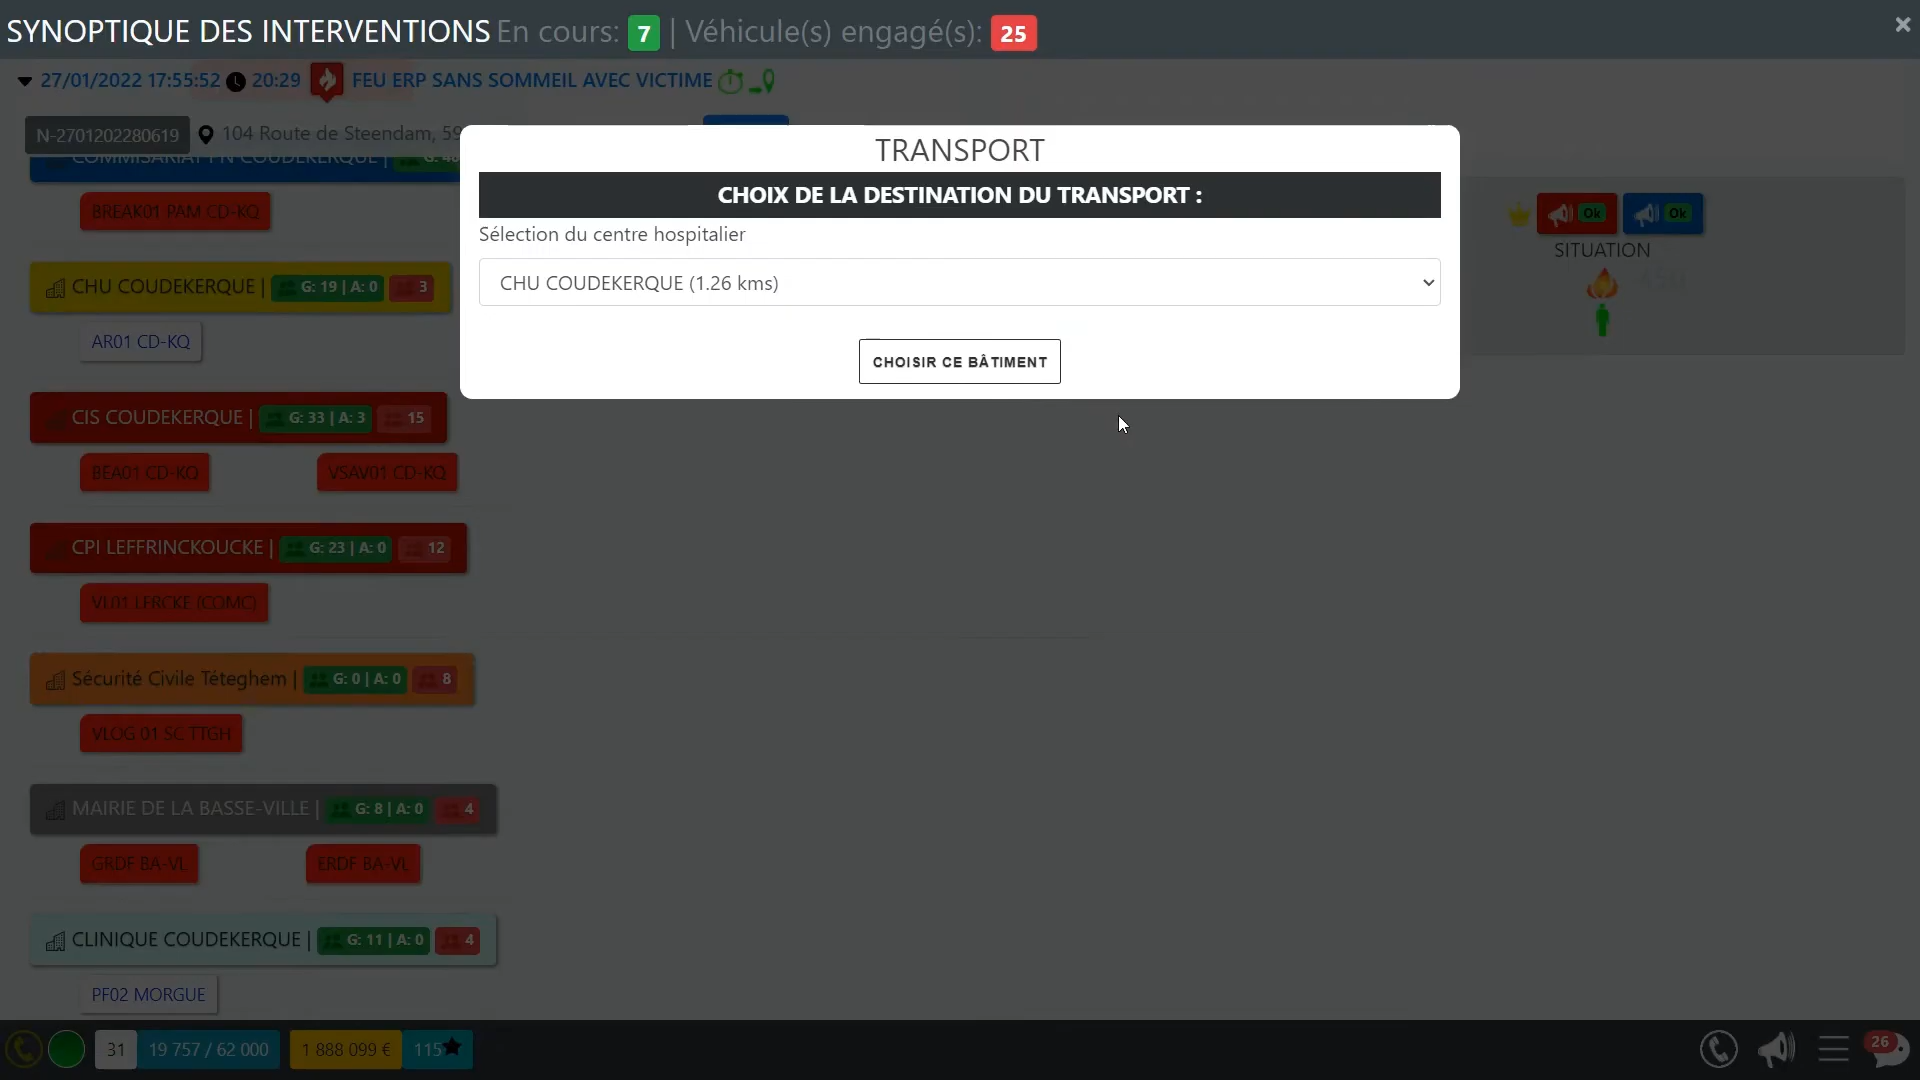 SYNOPTIQUE DES INTERVENTIONS En cours: 7 | Véhicule(s) engagé(s): 25
27/01/2022 17:55:52 20:29 FEU ERP SANS SOMMEIL AVEC VICTIME
N-2701202280619 104 Route de Steendam, 59
COMMISARIAT PN COUDEKERQUE |
BREAK01 PAM CD-KQ
CHU COUDEKERQUE | G: 19 | A: 0 3
AR01 CD-KQ
CIS COUDEKERQUE | G: 33 | A: 3 15
BEA01 CD-KQ VSAV01 CD-KQ
CPI LEFFRINCKOUCKE | G: 23 | A: 0 12
VL01 LFRCKE (CQMC)
Sécurité Civile Téteghem | G: 0 | A: 0 8
VLOG 01 SC TTGH
MAIRIE DE LA BASSE-VILLE | G: 8 | A: 0 4
GRDF BA-VL ERDF BA-VL
CLINIQUE COUDEKERQUE | G: 11 | A: 0 4
PF02 MORGUE
TRANSPORT
CHOIX DE LA DESTINATION DU TRANSPORT :
Sélection du centre hospitalier
CHU COUDEKERQUE (1.26 kms)
CHOISIR CE BÂTIMENT
Ok Ok
SITUATION
31 19 757 / 62 000 1 888 099 € 115
26